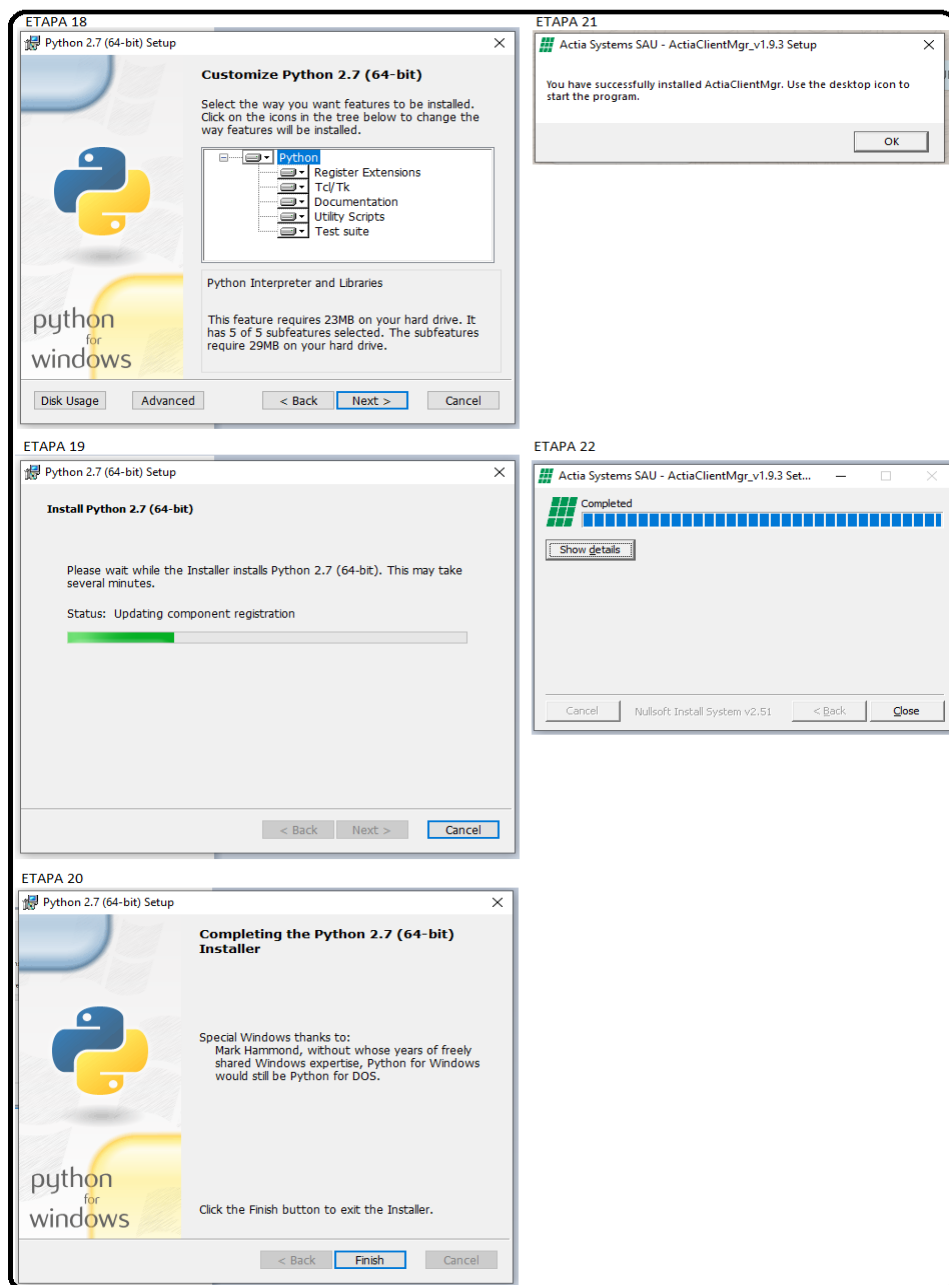 ETAPA 18
Python 2.7 (64-bit) Setup
Customize Python 2.7 (64-bit)
Select the way you want features to be installed.
Click on the icons in the tree below to change the
way features will be installed.
Python
Register Extensions
Tcl/Tk
Documentation
Utility Scripts
Test suite
Python Interpreter and Libraries
This feature requires 23MB on your hard drive. It
has 5 of 5 subfeatures selected. The subfeatures
require 29MB on your hard drive.
python
for
windows
Disk Usage
Advanced
< Back
Next >
Cancel
ETAPA 19
Python 2.7 (64-bit) Setup
Install Python 2.7 (64-bit)
Please wait while the Installer installs Python 2.7 (64-bit). This may take
several minutes.
Status: Updating component registration
< Back
Next >
Cancel
ETAPA 20
Python 2.7 (64-bit) Setup
Completing the Python 2.7 (64-bit)
Installer
Special Windows thanks to:
Mark Hammond, without whose years of freely
shared Windows expertise, Python for Windows
would still be Python for DOS.
python
for
windows
Click the Finish button to exit the Installer.
< Back
Finish
Cancel
ETAPA 21
Actia Systems SAU - ActiaClientMgr_v1.9.3 Setup
You have successfully installed ActiaClientMgr. Use the desktop icon to
start the program.
OK
ETAPA 22
Actia Systems SAU - ActiaClientMgr_v1.9.3 Set...
Completed
Show details
Cancel
Nullsoft Install System v2.51
< Back
Close